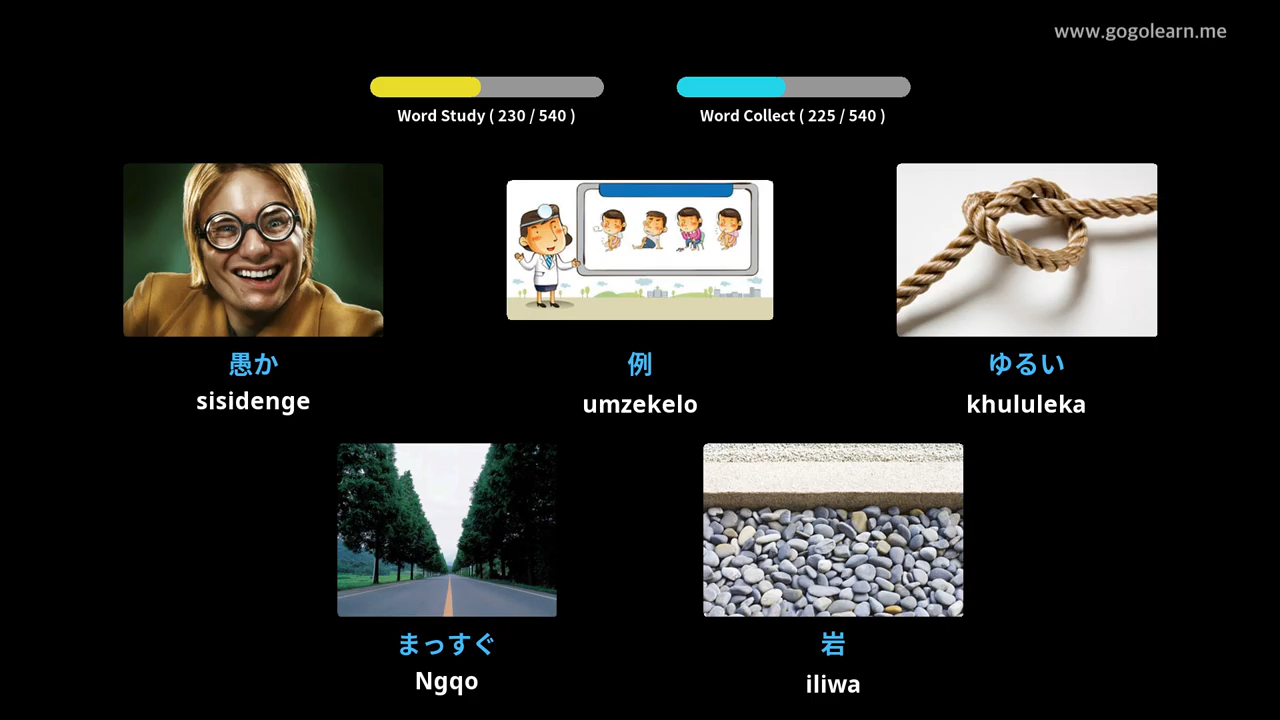 www.gogolearn.me
Word Study ( 230 / 540 )
Word Collect ( 225 / 540 )
愚か
sisidenge
例
umzekelo
ゆるい
khululeka
まっすぐ
Ngqo
岩
iliwa